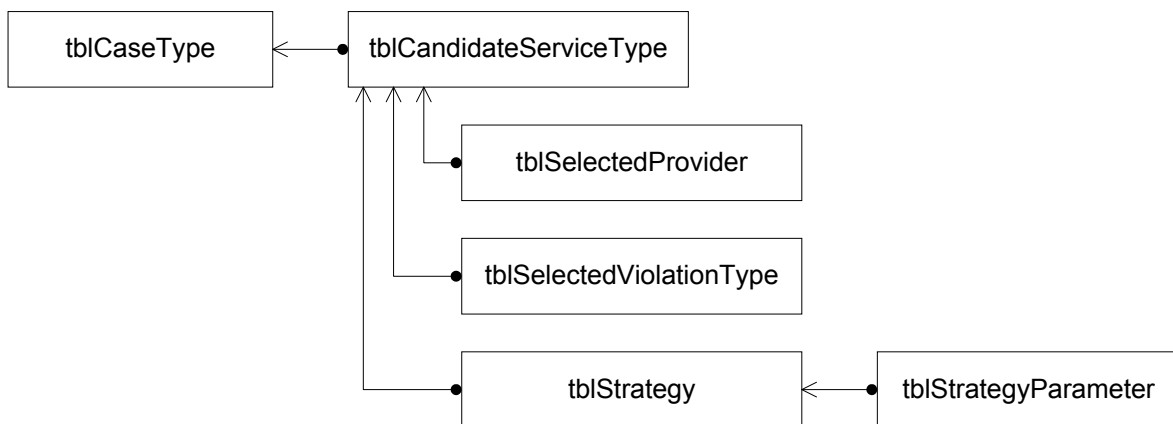 tblCaseType
tblCandidateServiceType
tblSelectedProvider
tblSelectedViolationType
tblStrategy
tblStrategyParameter